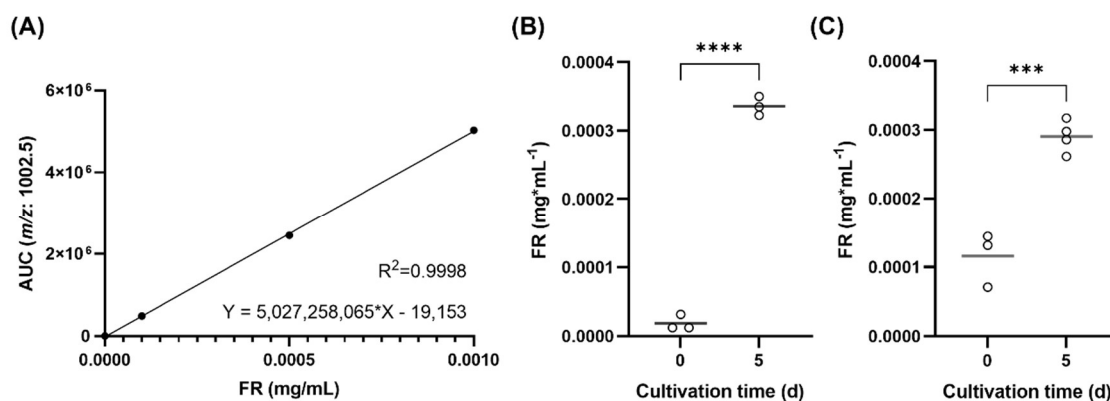 (A)
AUC (m/z: 1002.5)
6×10⁶
4×10⁶
2×10⁶
0
0.0000
0.0005
0.0010
FR (mg/mL)
R²=0.9998
Y = 5,027,258,065*X - 19,153
(B)
FR (mg*mL⁻¹)
0.0004
0.0003
0.0002
0.0001
0.0000
****
0
5
Cultivation time (d)
(C)
FR (mg*mL⁻¹)
0.0004
0.0003
0.0002
0.0001
0.0000
***
0
5
Cultivation time (d)